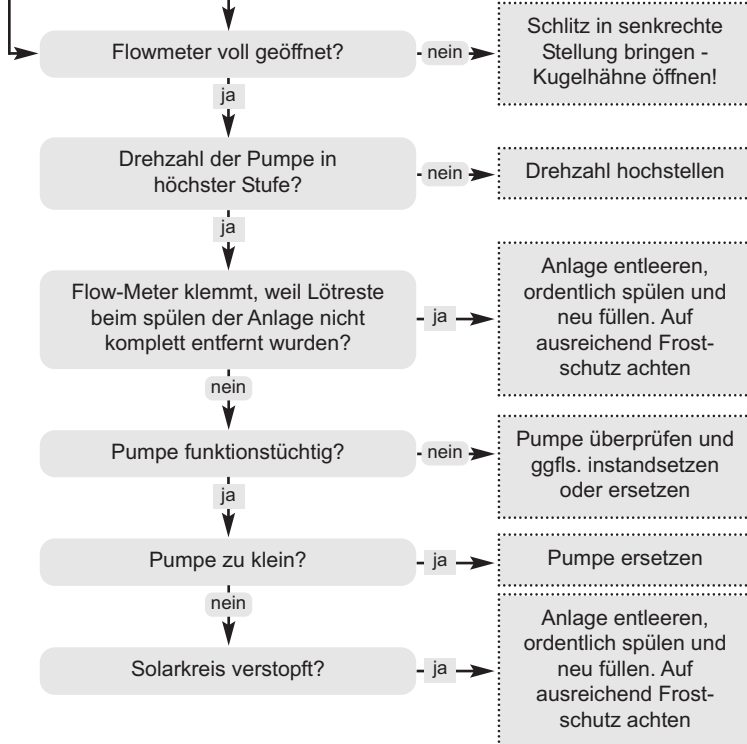 Flowmeter voll geöffnet?
nein
Schlitz in senkrechte
Stellung bringen -
Kugelhähne öffnen!
ja
Drehzahl der Pumpe in
höchster Stufe?
nein
Drehzahl hochstellen
ja
Flow-Meter klemmt, weil Lötreste
beim spülen der Anlage nicht
komplett entfernt wurden?
ja
Anlage entleeren,
ordentlich spülen und
neu füllen. Auf
ausreichend Frost-
schutz achten
nein
Pumpe funktionstüchtig?
nein
Pumpe überprüfen und
ggfls. instandsetzen
oder ersetzen
ja
Pumpe zu klein?
ja
Pumpe ersetzen
nein
Solarkreis verstopft?
ja
Anlage entleeren,
ordentlich spülen und
neu füllen. Auf
ausreichend Frost-
schutz achten